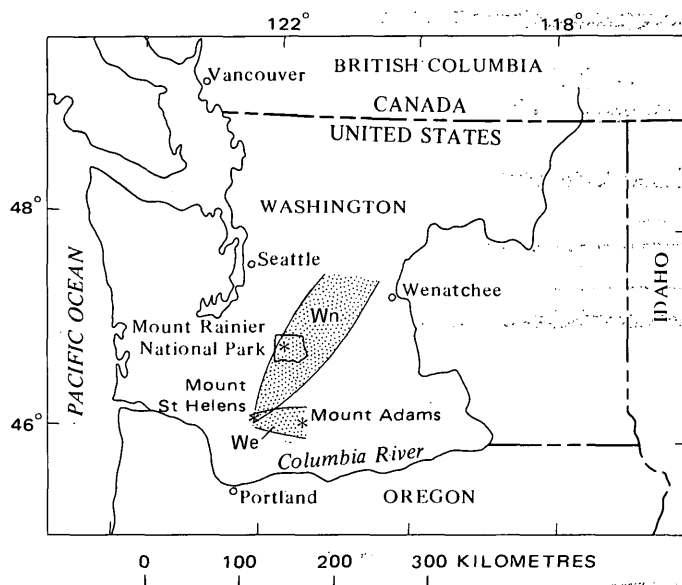 122°
118°
Vancouver
BRITISH COLUMBIA
CANADA
UNITED STATES
48°
WASHINGTON
Seattle
PACIFIC OCEAN
Wenatchee
IDAHO
Wn
Mount Rainier
National Park
Mount
St Helens
46°
Mount Adams
We
Columbia River
Portland
OREGON
0 100 200 300 KILOMETRES